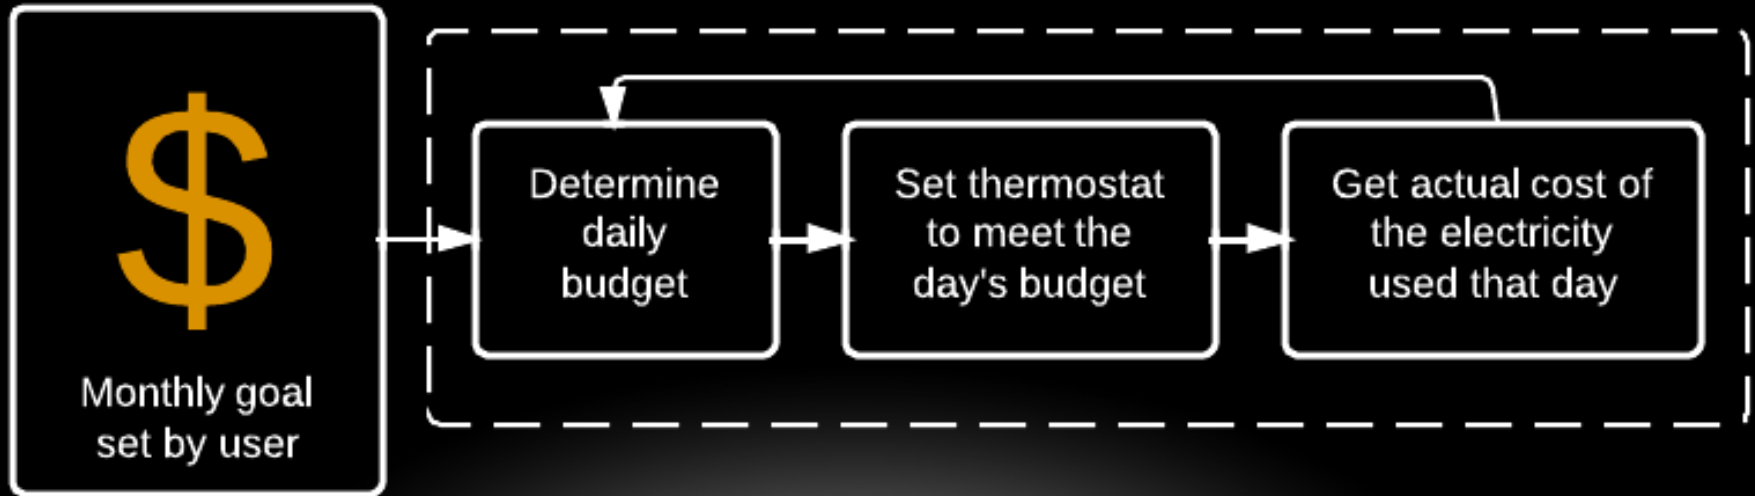 $
Monthly goal
set by user
Determine
daily
budget
Set thermostat
to meet the
day's budget
Get actual cost of
the electricity
used that day